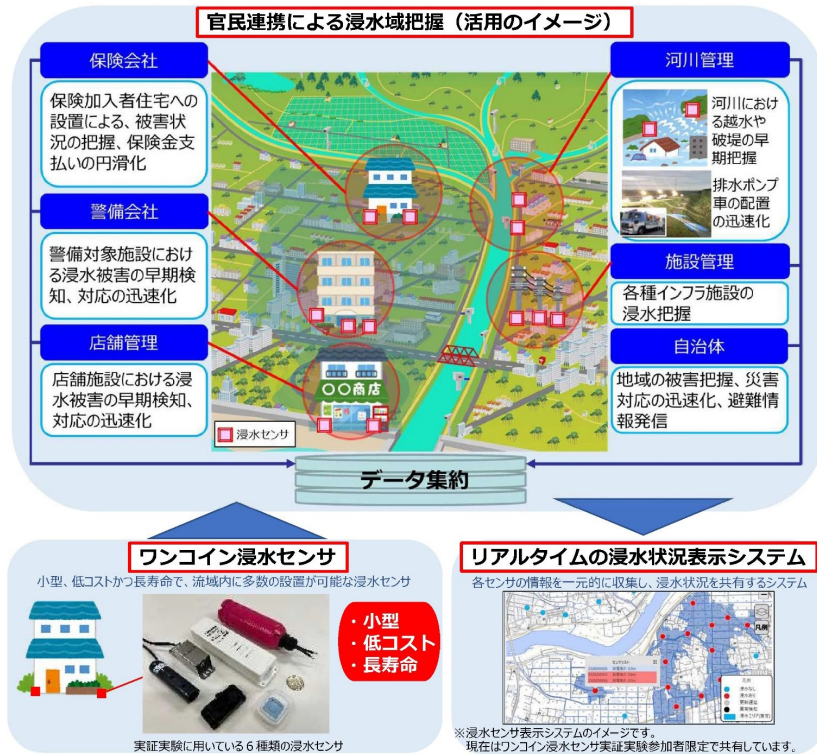 官民連携による浸水域把握（活用のイメージ）
保険会社
保険加入者住宅への
設置による、被害状
況の把握、保険金支
払いの円滑化
警備会社
警備対象施設におけ
る浸水被害の早期検
知、対応の迅速化
店舗管理
店舗施設における浸
水被害の早期検知、
対応の迅速化
〇〇商店
浸水センサ
河川管理
河川における
越水や
破堤の早
期把握
排水ポンプ
車の配置
の迅速化
施設管理
各種インフラ施設の
浸水把握
自治体
地域の被害把握、災害
対応の迅速化、避難情
報発信
データ集約
ワンコイン浸水センサ
小型、低コストかつ長寿命で、流域内に多数の設置が可能な浸水センサ
・小型
・低コスト
・長寿命
実証実験に用いている６種類の浸水センサ
リアルタイムの浸水状況表示システム
各センサの情報を一元的に収集し、浸水状況を共有するシステム
センサリスト
凡例
浸水なし
浸水あり
※浸水センサ表示システムのイメージです。
現在はワンコイン浸水センサ実証実験参加者限定で共有しています。